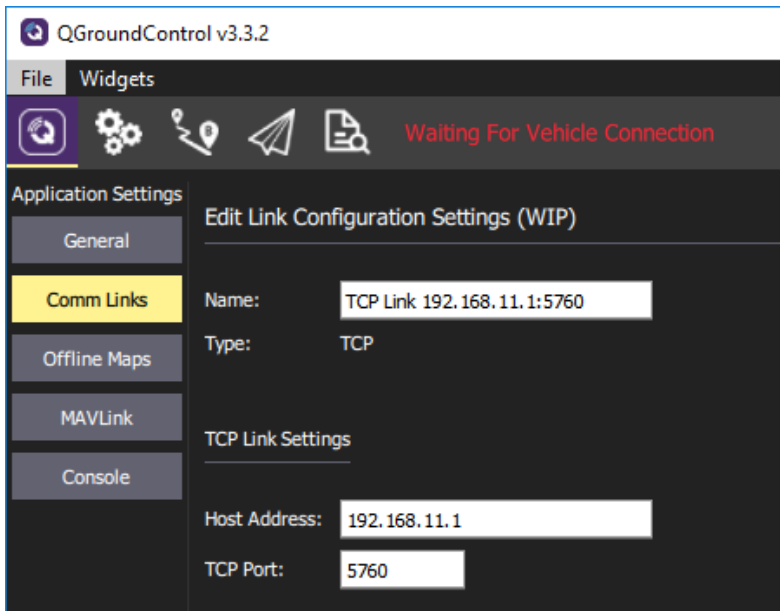 QGroundControl v3.3.2
File Widgets
Waiting For Vehicle Connection
Application Settings
General
Comm Links
Offline Maps
MAVLink
Console
Edit Link Configuration Settings (WIP)
Name: TCP Link 192.168.11.1:5760
Type: TCP
TCP Link Settings
Host Address: 192.168.11.1
TCP Port: 5760